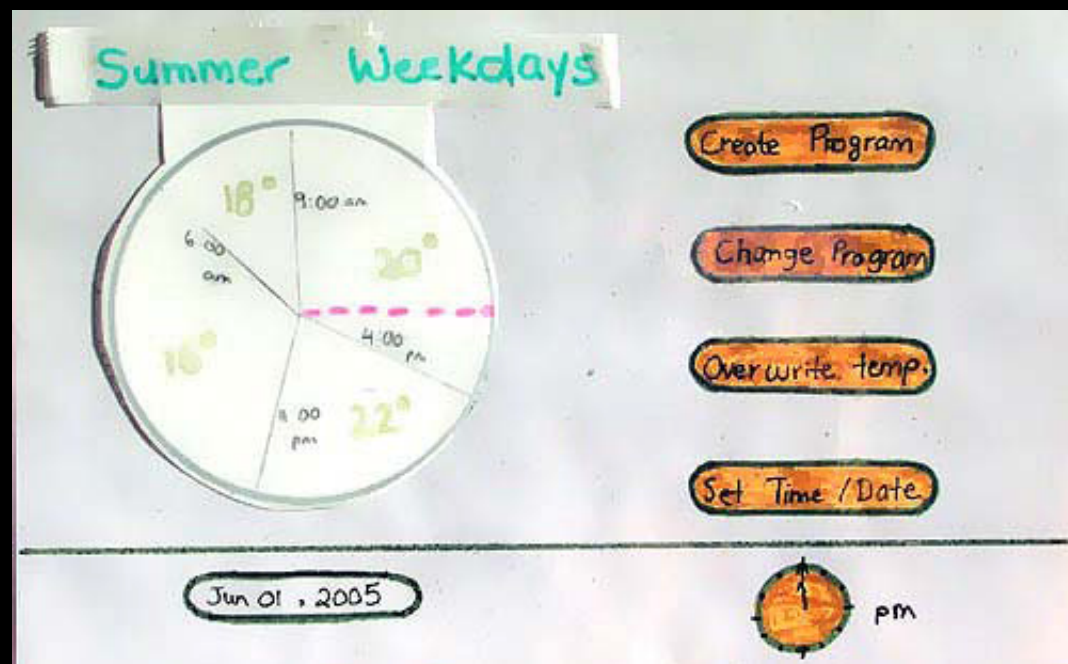 Summer Weekdays
18°
9:00 am
20°
6:00
am
4:00
pm
16°
00
pm
22°
Create Program
Change Program
Overwrite temp.
Set Time/Date
Jun 01, 2005
pm